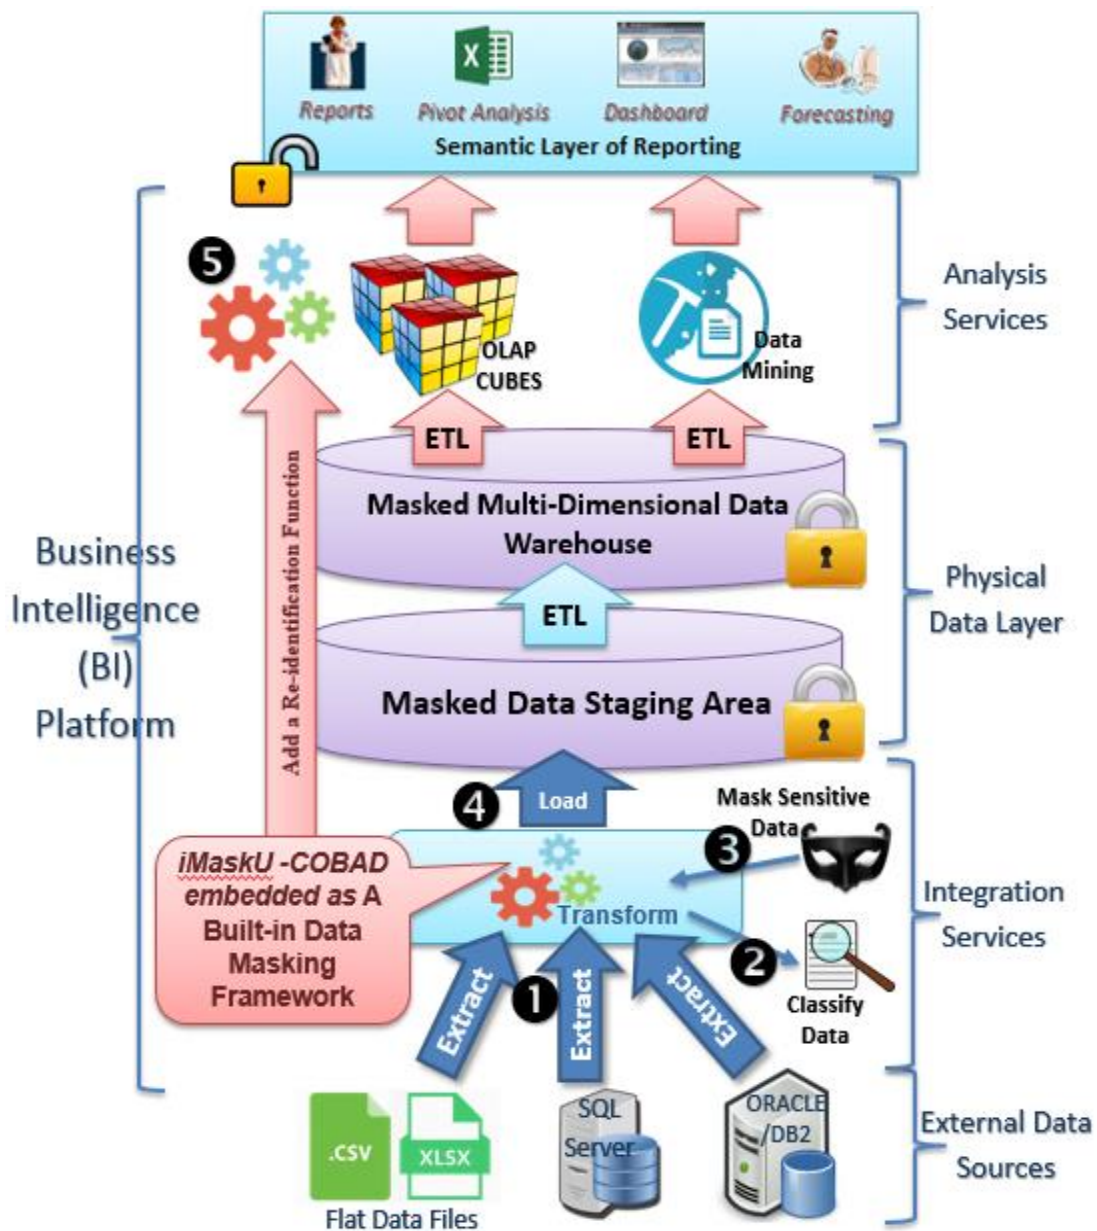 Reports
Pivot Analysis
Dashboard
Forecasting
Semantic Layer of Reporting
5
OLAP
CUBES
Data
Mining
Analysis
Services
ETL
ETL
Masked Multi-Dimensional Data
Warehouse
Add a Re-identification Function
Business
Intelligence
(BI)
Platform
ETL
Physical
Data Layer
Masked Data Staging Area
4
Load
Mask Sensitive
Data
3
iMaskU -COBAD
embedded as A
Built-in Data
Masking
Framework
Transform
2
Classify
Data
Integration
Services
1
Extract
Extract
Extract
.CSV
XLSX
Flat Data Files
SQL
Server
ORACLE
/DB2
External Data
Sources